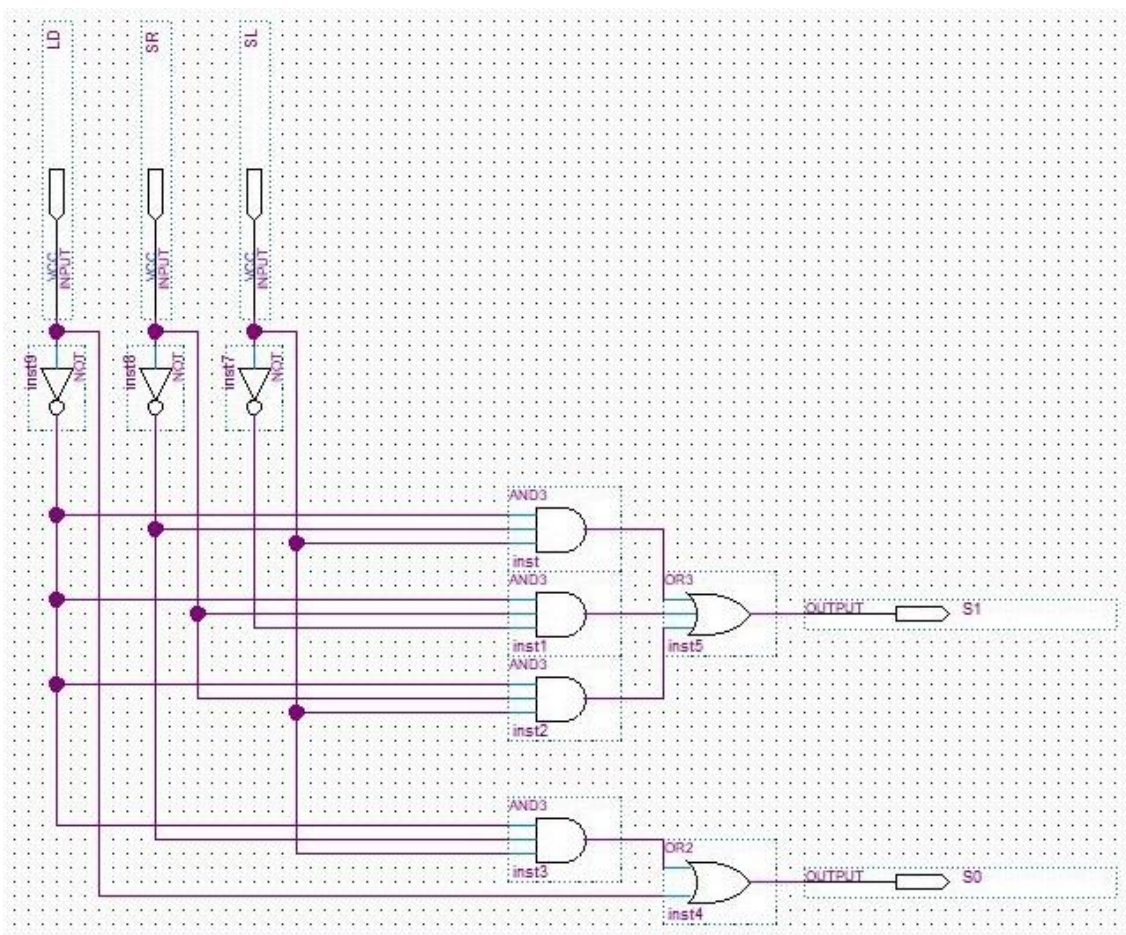 LD
SR
SL
VCC
INPUT
VCC
INPUT
VCC
INPUT
inst9
NOT
inst8
NOT
inst7
NOT
AND3
inst
AND3
inst1
OR3
inst5
OUTPUT
S1
AND3
inst2
AND3
inst3
OR2
inst4
OUTPUT
S0